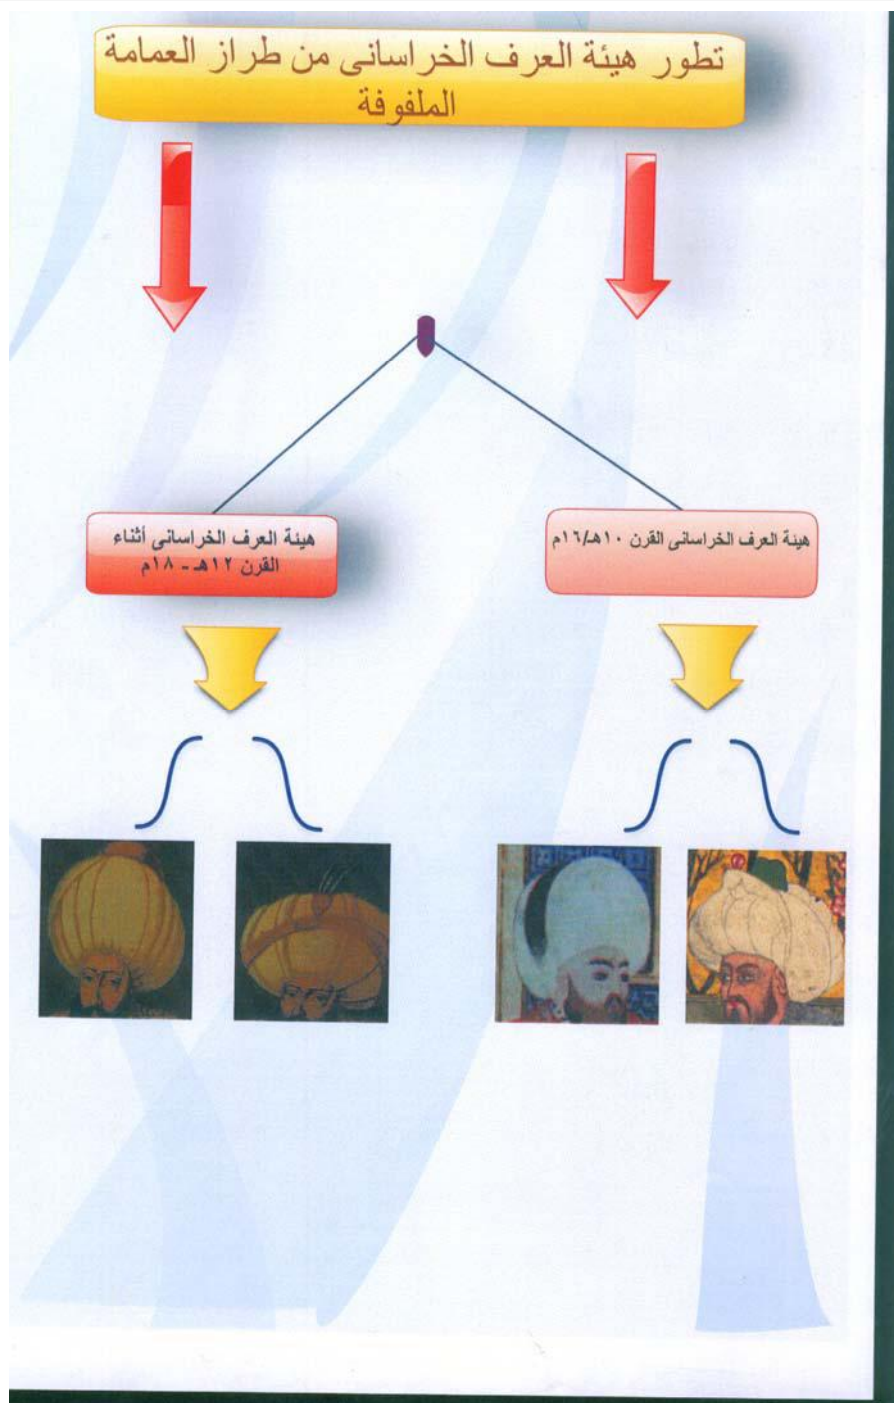 تطور هيئة العرف الخراسانى من طراز العمامة
الملفوفة
هيئة العرف الخراسانى القرن ١٠هـ/١٦م
هيئة العرف الخراسانى أثناء
القرن ١٢هـ - ١٨م